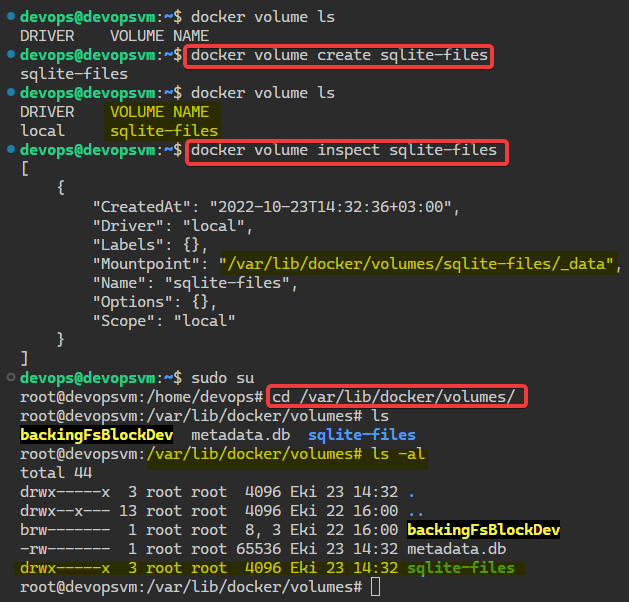 devops@devopsvm:~$ docker volume ls
DRIVER    VOLUME NAME
devops@devopsvm:~$ docker volume create sqlite-files
sqlite-files
devops@devopsvm:~$ docker volume ls
DRIVER    VOLUME NAME
local     sqlite-files
devops@devopsvm:~$ docker volume inspect sqlite-files
[
    {
        "CreatedAt": "2022-10-23T14:32:36+03:00",
        "Driver": "local",
        "Labels": {},
        "Mountpoint": "/var/lib/docker/volumes/sqlite-files/_data",
        "Name": "sqlite-files",
        "Options": {},
        "Scope": "local"
    }
]
devops@devopsvm:~$ sudo su
root@devopsvm:/home/devops# cd /var/lib/docker/volumes/
root@devopsvm:/var/lib/docker/volumes# ls
backingFsBlockDev  metadata.db  sqlite-files
root@devopsvm:/var/lib/docker/volumes# ls -al
total 44
drwx-----x  3 root root  4096 Eki 23 14:32 .
drwx--x--- 13 root root  4096 Eki 22 16:00 ..
brw-------  1 root root  8, 3 Eki 22 16:00 backingFsBlockDev
-rw-------  1 root root 65536 Eki 23 14:32 metadata.db
drwx-----x  3 root root  4096 Eki 23 14:32 sqlite-files
root@devopsvm:/var/lib/docker/volumes#